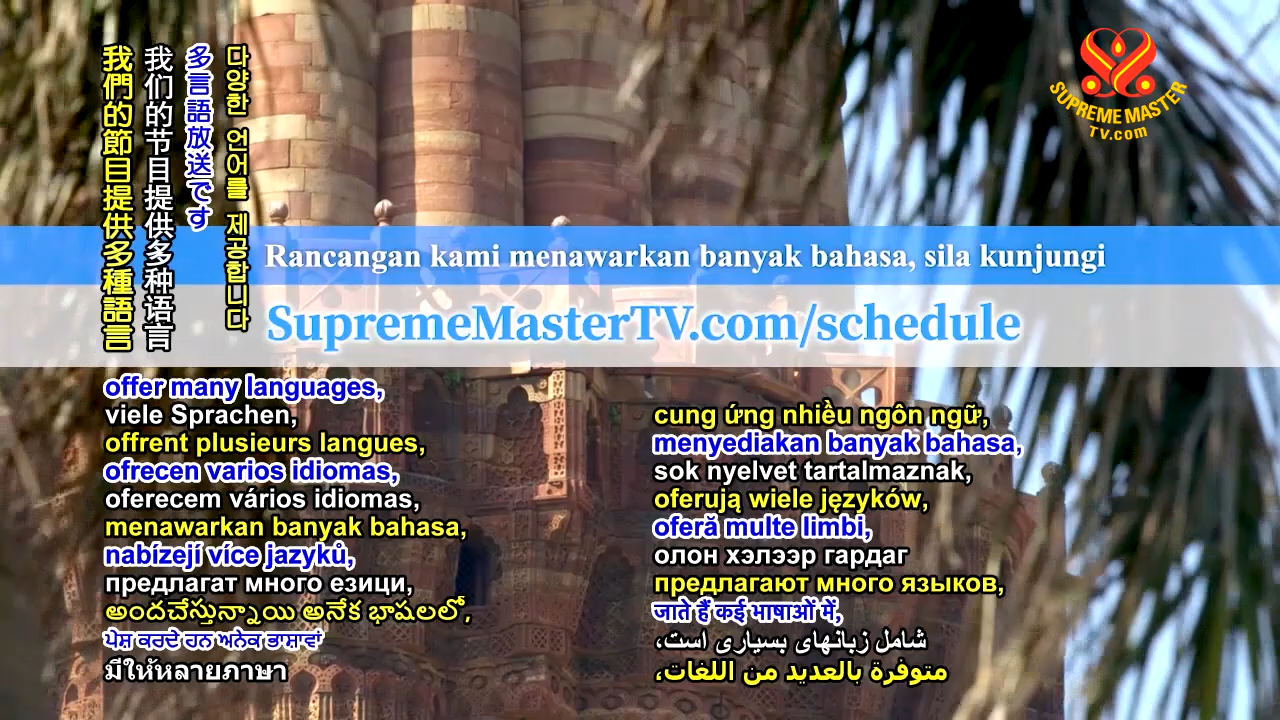 我們的節目提供多種語言
我们的节目提供多种语言
多言語放送です
다양한 언어를 제공합니다
SUPREME MASTER
TV.com
Rancangan kami menawarkan banyak bahasa, sila kunjungi
SupremeMasterTV.com/schedule
offer many languages,
viele Sprachen,
offrent plusieurs langues,
ofrecen varios idiomas,
oferecem vários idiomas,
menawarkan banyak bahasa,
nabízejí více jazyků,
предлагат много езици,
అందచేస్తున్నాయి అనేక భాషలలో,
ਪੇਸ਼ ਕਰਦੇ ਹਨ ਅਨੇਕ ਭਾਸ਼ਾਵਾਂ
มีให้หลายภาษา
cung ứng nhiều ngôn ngữ,
menyediakan banyak bahasa,
sok nyelvet tartalmaznak,
oferują wiele języków,
oferă multe limbi,
олон хэлээр гардаг
предлагают много языков,
जाते हैं कई भाषाओं में,
شامل زبانهای بسیاری است،
متوفرة بالعديد من اللغات،